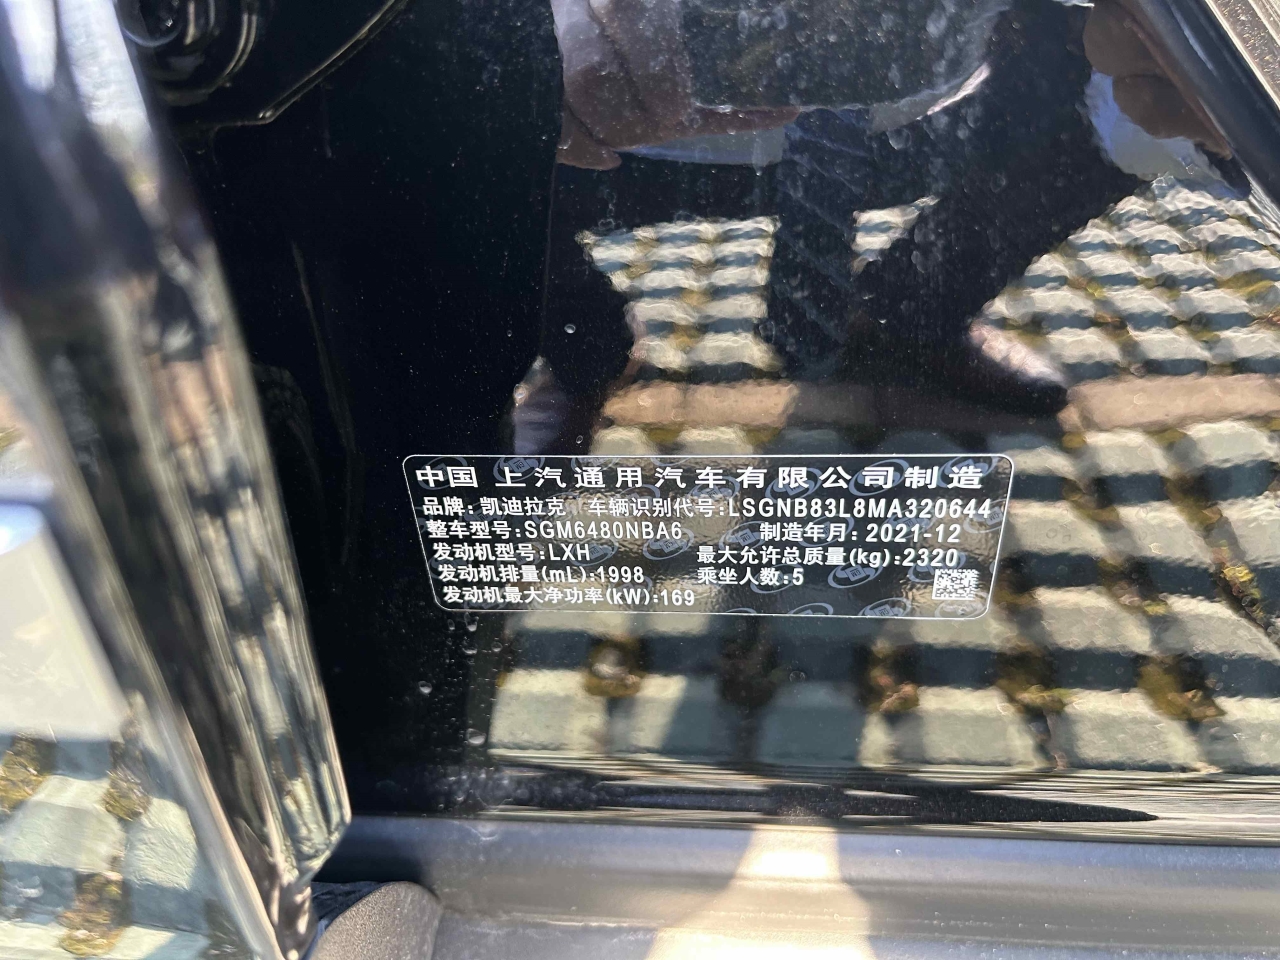 中国 上汽通用汽车有限公司制造
品牌: 凯迪拉克 车辆识别代号:LSGNB83L8MA320644
整车型号:SGM6480NBA6 制造年月: 2021-12
发动机型号:LXH 最大允许总质量(kg):2320
发动机排量(mL):1998 乘坐人数:5
发动机最大净功率(kW):169